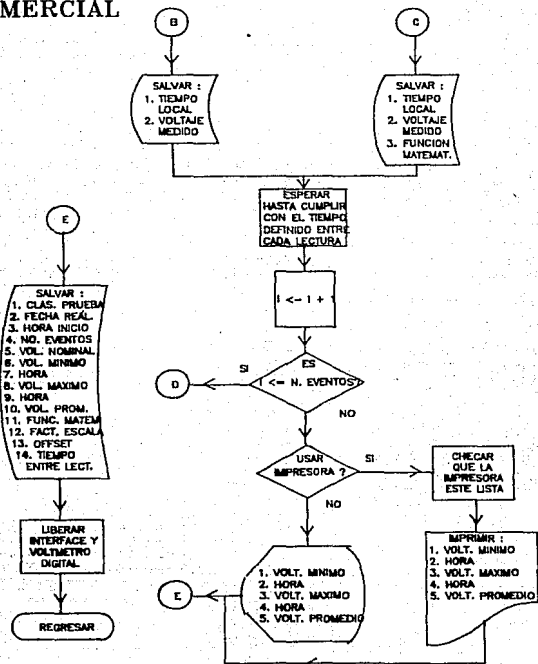 MERCIAL
B
SALVAR :
1. TIEMPO
LOCAL
2. VOLTAJE
MEDIDO
C
SALVAR :
1. TIEMPO
LOCAL
2. VOLTAJE
MEDIDO
3. FUNCION
MATEMAT.
ESPERAR
HASTA CUMPLIR
CON EL TIEMPO
DEFINIDO ENTRE
CADA LECTURA
I <- I + 1
ES
I <= N. EVENTOS?
SI
D
NO
USAR
IMPRESORA ?
SI
NO
CHECAR
QUE LA
IMPRESORA
ESTE LISTA
IMPRIMIR :
1. VOLT. MINIMO
2. HORA
3. VOLT. MAXIMO
4. HORA
5. VOLT. PROMEDIO
1. VOLT. MINIMO
2. HORA
3. VOLT. MAXIMO
4. HORA
5. VOLT. PROMEDIO
E
E
SALVAR :
1. CLAS. PRUEBA
2. FECHA REAL.
3. HORA INICIO
4. NO. EVENTOS
5. VOL. NOMINAL
6. VOL. MINIMO
7. HORA
8. VOL. MAXIMO
9. HORA
10. VOL. PROM.
11. FUNC. MATEM
12. FACT. ESCALA
13. OFFSET
14. TIEMPO
ENTRE LECT.
LIBERAR
INTERFACE Y
VOLTMETRO
DIGITAL
REGRESAR